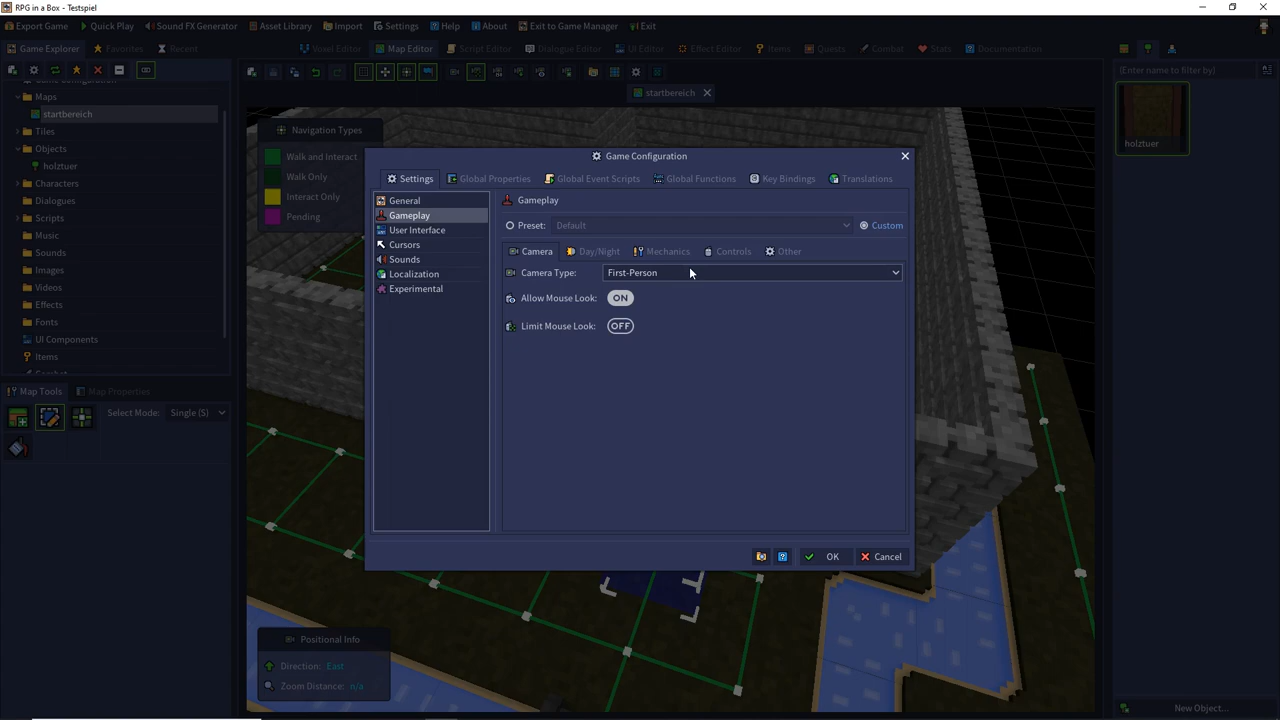 RPG in a Box - Testspiel
Export Game Quick Play Sound FX Generator Asset Library Import Settings Help About Exit to Game Manager Exit
Game Explorer Favorites Recent Voxel Editor Map Editor Script Editor Dialogue Editor UI Editor Effect Editor Items Quests Combat Stats Documentation
(Enter name to filter by)
startbereich
Game Configuration
Maps
startbereich
Tiles
Objects
holztuer
Characters
Dialogues
Scripts
Music
Sounds
Images
Videos
Effects
Fonts
UI Components
Items
Combat
Map Tools Map Properties
Select Mode: Single (S)
Navigation Types
Walk and Interact
Walk Only
Interact Only
Pending
Game Configuration
Settings Global Properties Global Event Scripts Global Functions Key Bindings Translations
General
Gameplay
User Interface
Cursors
Sounds
Localization
Experimental
Gameplay
Preset: Default Custom
Camera Day/Night Mechanics Controls Other
Camera Type: First-Person
Allow Mouse Look: ON
Limit Mouse Look: OFF
OK Cancel
Positional Info
Direction: East
Zoom Distance: n/a
holztuer
New Object...